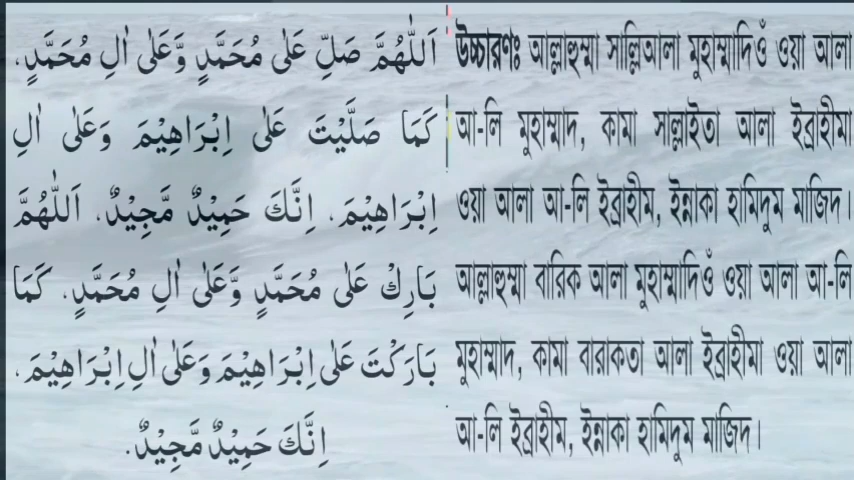 اَللّٰهُمَّ صَلِّ عَلٰى مُحَمَّدٍ وَّعَلٰى اٰلِ مُحَمَّدٍ،
كَمَا صَلَّيْتَ عَلٰى اِبْرَاهِيْمَ وَعَلٰى اٰلِ
اِبْرَاهِيْمَ، اِنَّكَ حَمِيْدٌ مَّجِيْدٌ، اَللّٰهُمَّ
بَارِكْ عَلٰى مُحَمَّدٍ وَّعَلٰى اٰلِ مُحَمَّدٍ، كَمَا
بَارَكْتَ عَلٰى اِبْرَاهِيْمَ وَعَلٰى اٰلِ اِبْرَاهِيْمَ،
اِنَّكَ حَمِيْدٌ مَّجِيْدٌ.
উচ্চারণঃ আল্লাহুম্মা সাল্লিআলা মুহাম্মাদিওঁ ওয়া আলা
আ-লি মুহাম্মাদ, কামা সাল্লাইতা আলা ইব্রাহীমা
ওয়া আলা আ-লি ইব্রাহীম, ইন্নাকা হামিদুম মাজিদ।
আল্লাহুম্মা বারিক আলা মুহাম্মাদিওঁ ওয়া আলা আ-লি
মুহাম্মাদ, কামা বারাকতা আলা ইব্রাহীমা ওয়া আলা
আ-লি ইব্রাহীম, ইন্নাকা হামিদুম মাজিদ।